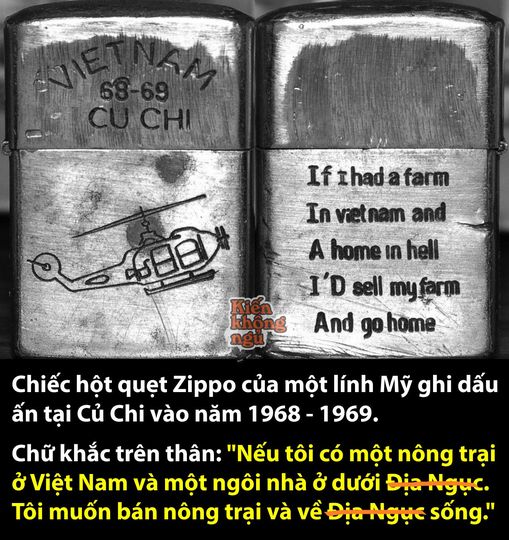 VIETNAM
68-69
CU CHI
If I had a farm
In vietnam and
A home in hell
I'D sell my farm
And go home
Kiến
không
ngủ
Chiếc hột quẹt Zippo của một lính Mỹ ghi dấu
ấn tại Củ Chi vào năm 1968 - 1969.
Chữ khắc trên thân: "Nếu tôi có một nông trại
ở Việt Nam và một ngôi nhà ở dưới Địa Ngục.
Tôi muốn bán nông trại và về Địa Ngục sống."